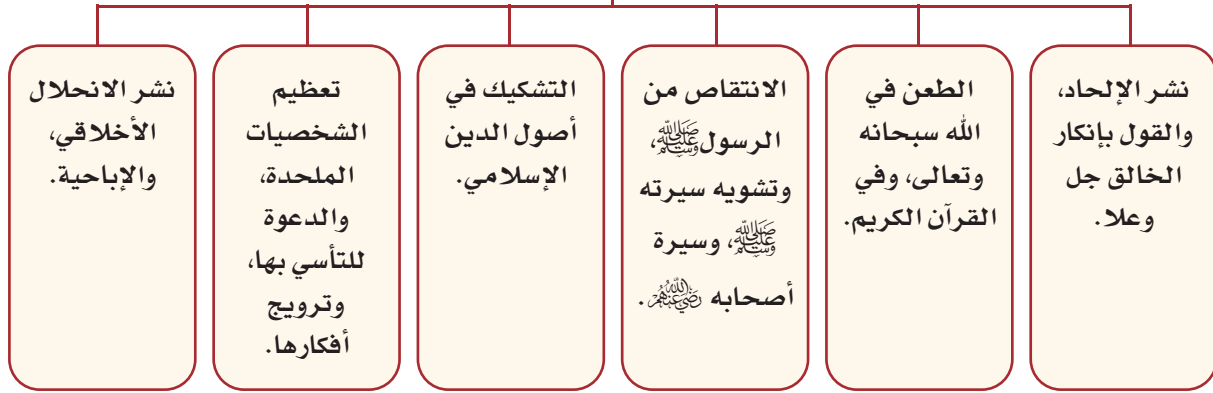 نشر الإلحاد،
والقول بإنكار
الخالق جل
وعلا.
الطعن في
الله سبحانه
وتعالى، وفي
القرآن الكريم.
الانتقاص من
الرسول ﷺ،
وتشويه سيرته
ﷺ، وسيرة
أصحابه رضي الله عنهم.
التشكيك في
أصول الدين
الإسلامي.
تعظيم
الشخصيات
الملحدة،
والدعوة
للتأسي بها،
وترويج
أفكارها.
نشر الانحلال
الأخلاقي،
والإباحية.